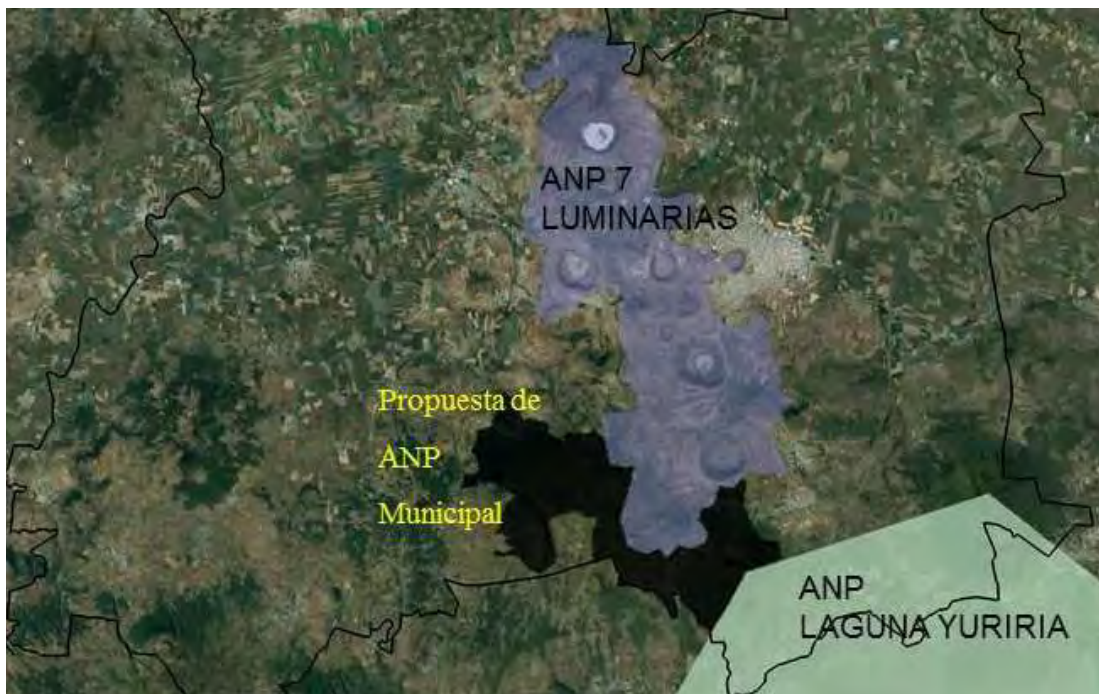 ANP 7
LUMINARIAS
Propuesta de
ANP
Municipal
ANP
LAGUNA YURIRIA